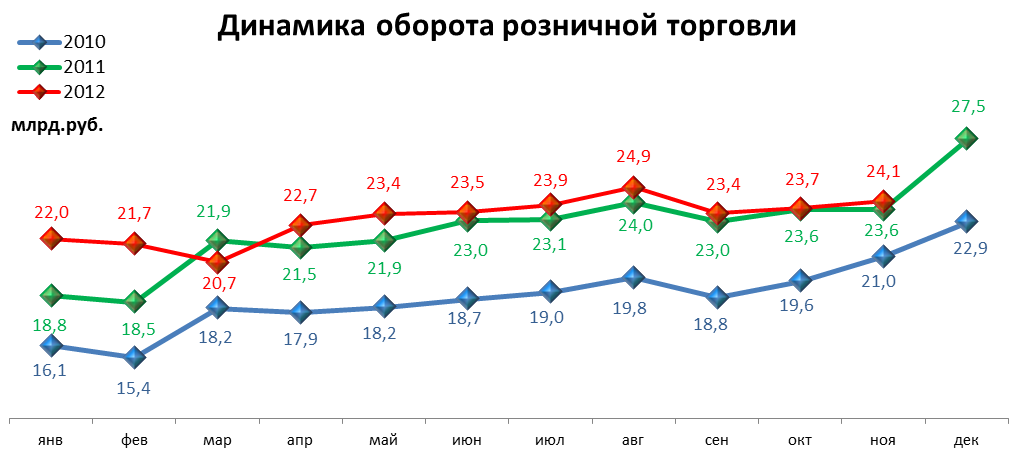 Динамика оборота розничной торговли
2010
2011
2012
млрд.руб.
27,5
24,9
22,0 21,7 21,9 22,7 23,4 23,5 23,9 23,4 23,7 24,1
20,7 21,5 21,9 23,0 23,1 24,0 23,0 23,6 23,6 22,9
18,8 18,5 18,2 17,9 18,2 18,7 19,0 19,8 18,8 19,6 21,0
16,1 15,4
янв фев мар апр май июн июл авг сен окт ноя дек